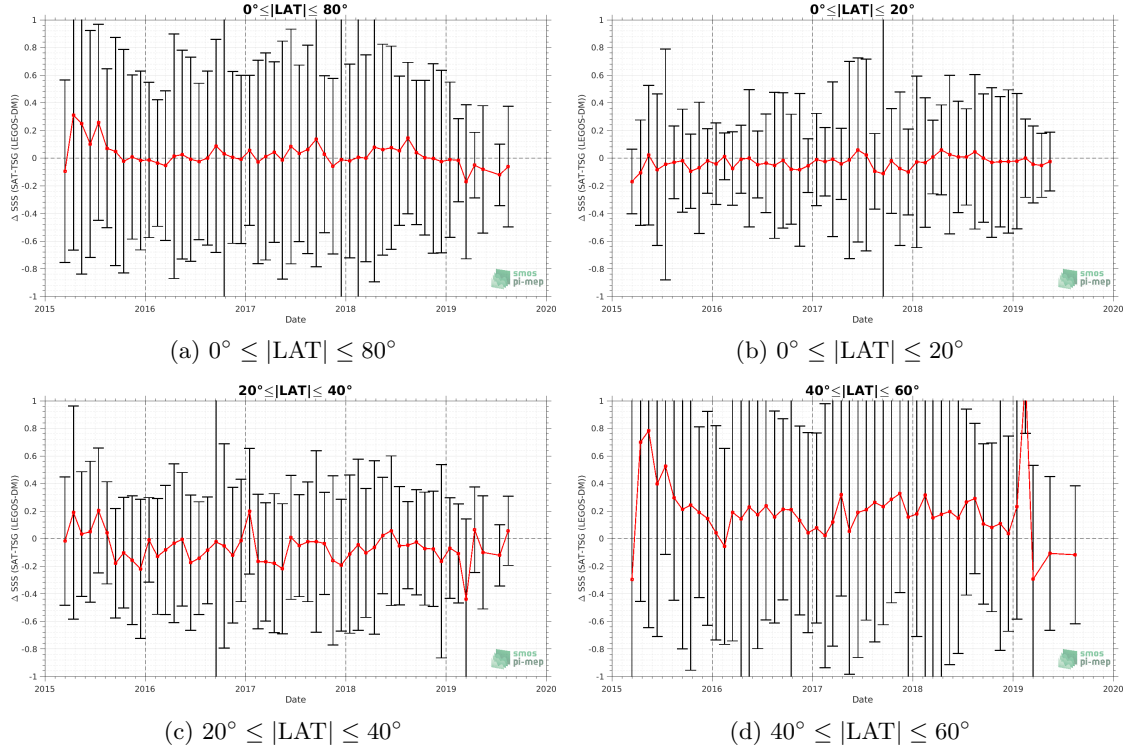 0°≤|LAT|≤ 80°
Δ SSS (SAT-TSG (LEGOS-DM))
1
0.8
0.6
0.4
0.2
0
-0.2
-0.4
-0.6
-0.8
-1
2015 2016 2017 2018 2019 2020
Date
smos
pi-mep
(a) 0° ≤ |LAT| ≤ 80°
0°≤|LAT|≤ 20°
Δ SSS (SAT-TSG (LEGOS-DM))
1
0.8
0.6
0.4
0.2
0
-0.2
-0.4
-0.6
-0.8
-1
2015 2016 2017 2018 2019 2020
Date
smos
pi-mep
(b) 0° ≤ |LAT| ≤ 20°
20°≤|LAT|≤ 40°
Δ SSS (SAT-TSG (LEGOS-DM))
1
0.8
0.6
0.4
0.2
0
-0.2
-0.4
-0.6
-0.8
-1
2015 2016 2017 2018 2019 2020
Date
smos
pi-mep
(c) 20° ≤ |LAT| ≤ 40°
40°≤|LAT|≤ 60°
Δ SSS (SAT-TSG (LEGOS-DM))
1
0.8
0.6
0.4
0.2
0
-0.2
-0.4
-0.6
-0.8
-1
2015 2016 2017 2018 2019 2020
Date
smos
pi-mep
(d) 40° ≤ |LAT| ≤ 60°